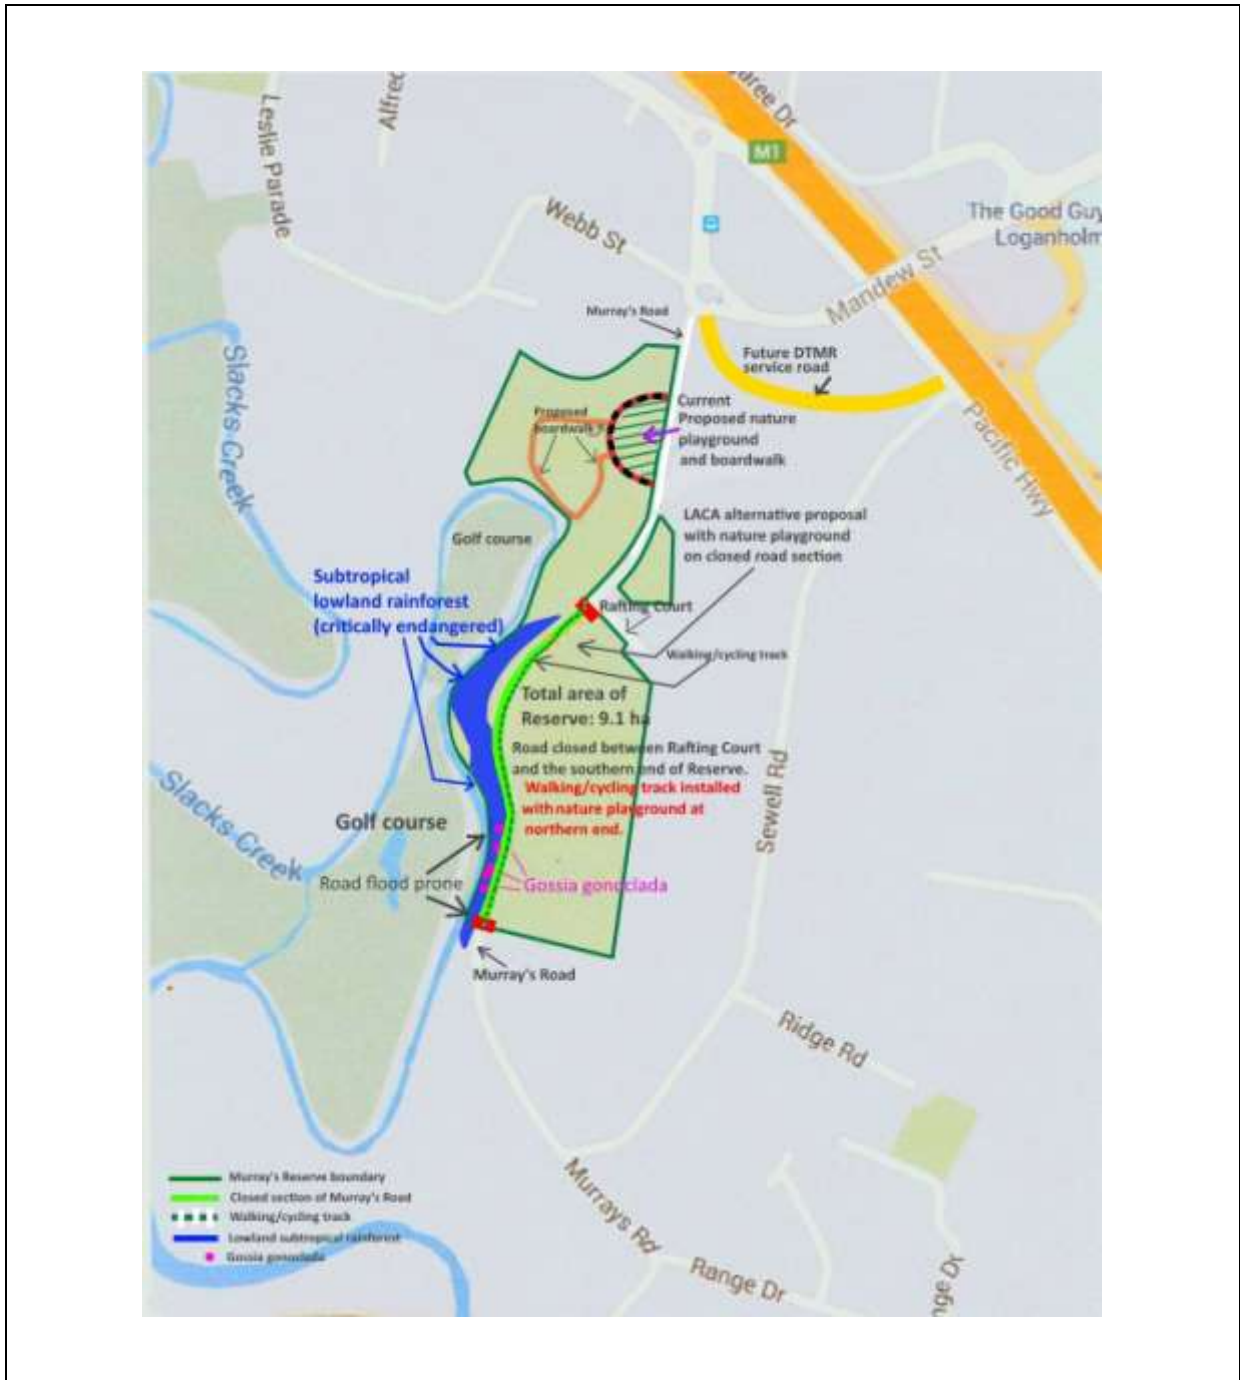 Leslie Parade
Alfred
M1
Webb St
The Good Guy
Loganholm
Mandew St
Murray's Road
Slacks Creek
Future DTMR
service road
Current
Proposed nature
playground
and boardwalk
Proposed
boardwalk
Pacific Hwy
LACA alternative proposal
with nature playground
on closed road section
Golf course
Subtropical
lowland rainforest
(critically endangered)
Rafting Court
Walking/cycling track
Total area of
Reserve: 9.1 ha
Road closed between Rafting Court
and the southern end of Reserve.
Walking/cycling track installed
with nature playground at
northern end.
Sewell Rd
Slacks Creek
Golf course
Road flood prone
Gossia gonoclada
Murray's Road
Ridge Rd
Murrays Rd
Range Dr
nge Dr
Murray's Reserve boundary
Closed section of Murray's Road
Walking/cycling track
Lowland subtropical rainforest
Gossia gonoclada